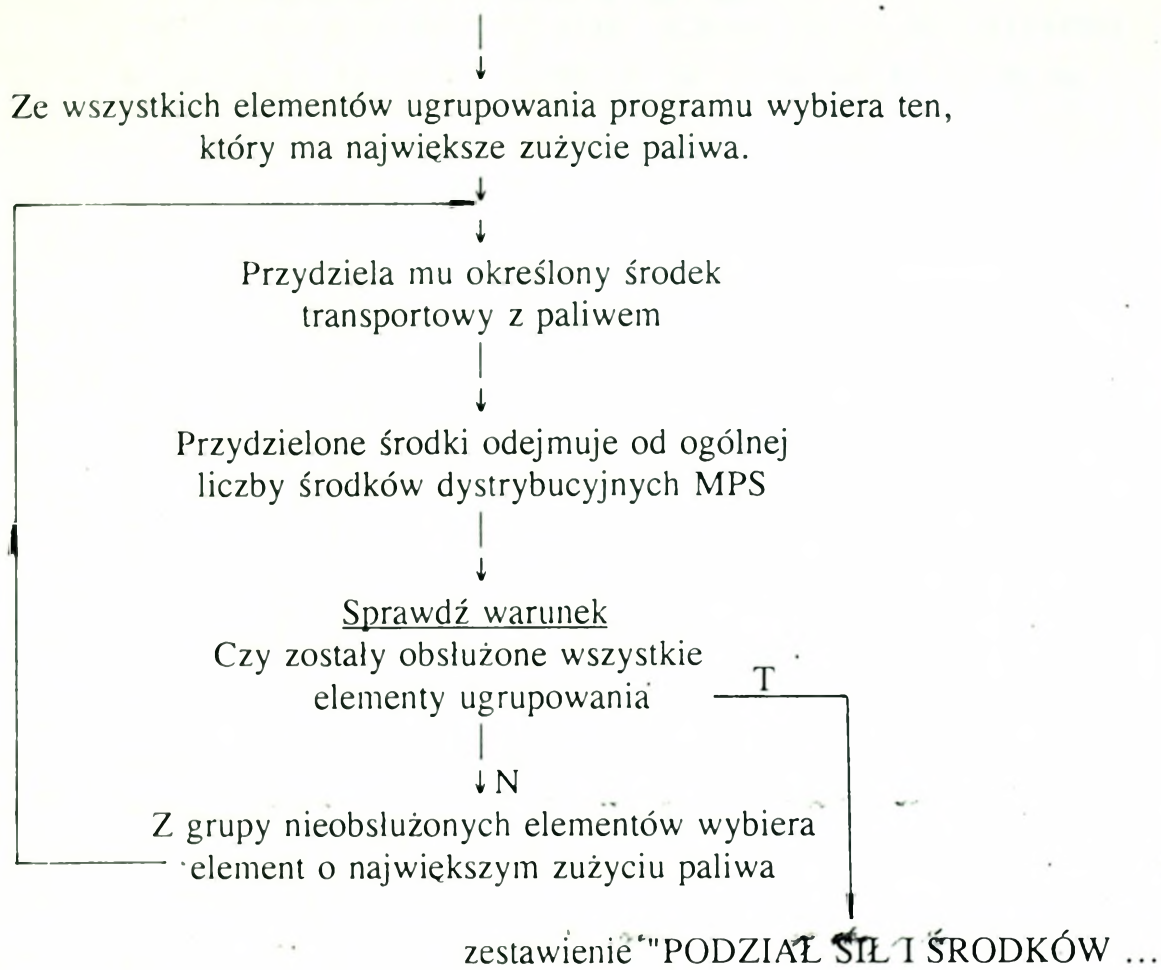 Ze wszystkich elementów ugrupowania programu wybiera ten,
który ma największe zużycie paliwa.
Przydziela mu określony środek
transportowy z paliwem
Przydzielone środki odejmuje od ogólnej
liczby środków dystrybucyjnych MPS
Sprawdź warunek
Czy zostały obsłużone wszystkie
elementy ugrupowania
T
N
Z grupy nieobsłużonych elementów wybiera
element o największym zużyciu paliwa
zestawienie "PODZIAŁ SIŁ I ŚRODKÓW ...